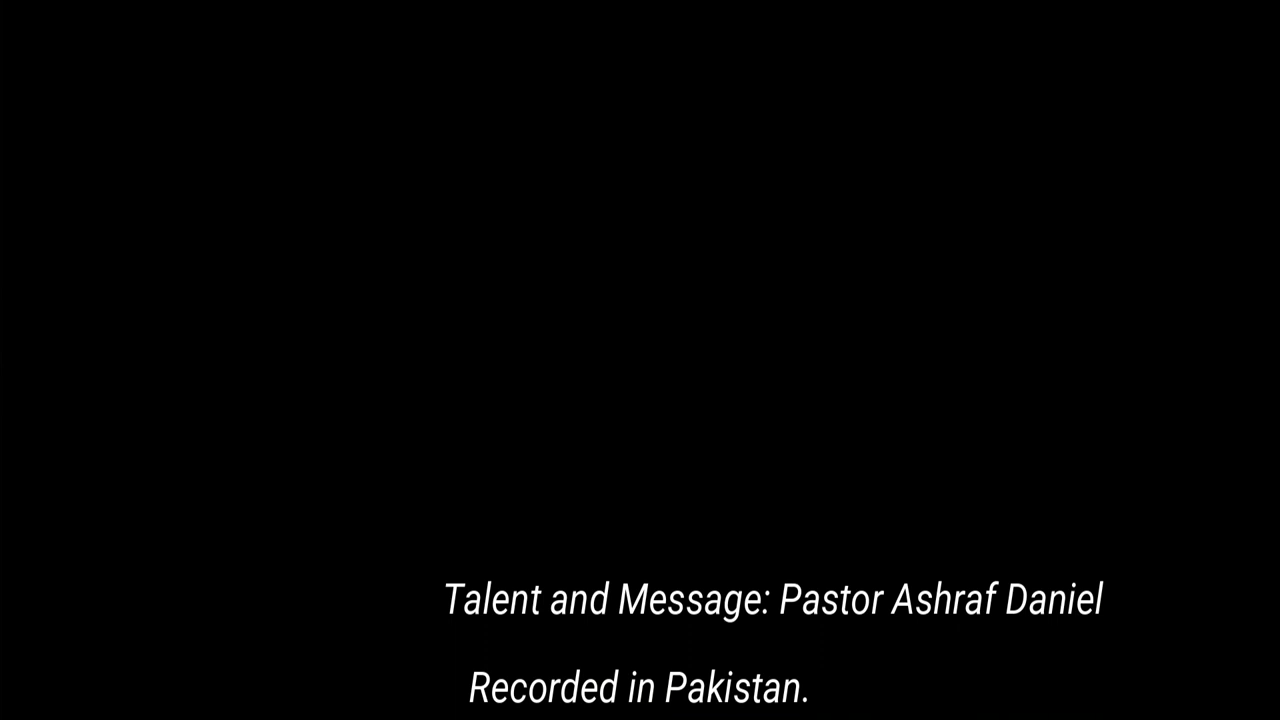 Talent and Message: Pastor Ashraf Daniel
Recorded in Pakistan.